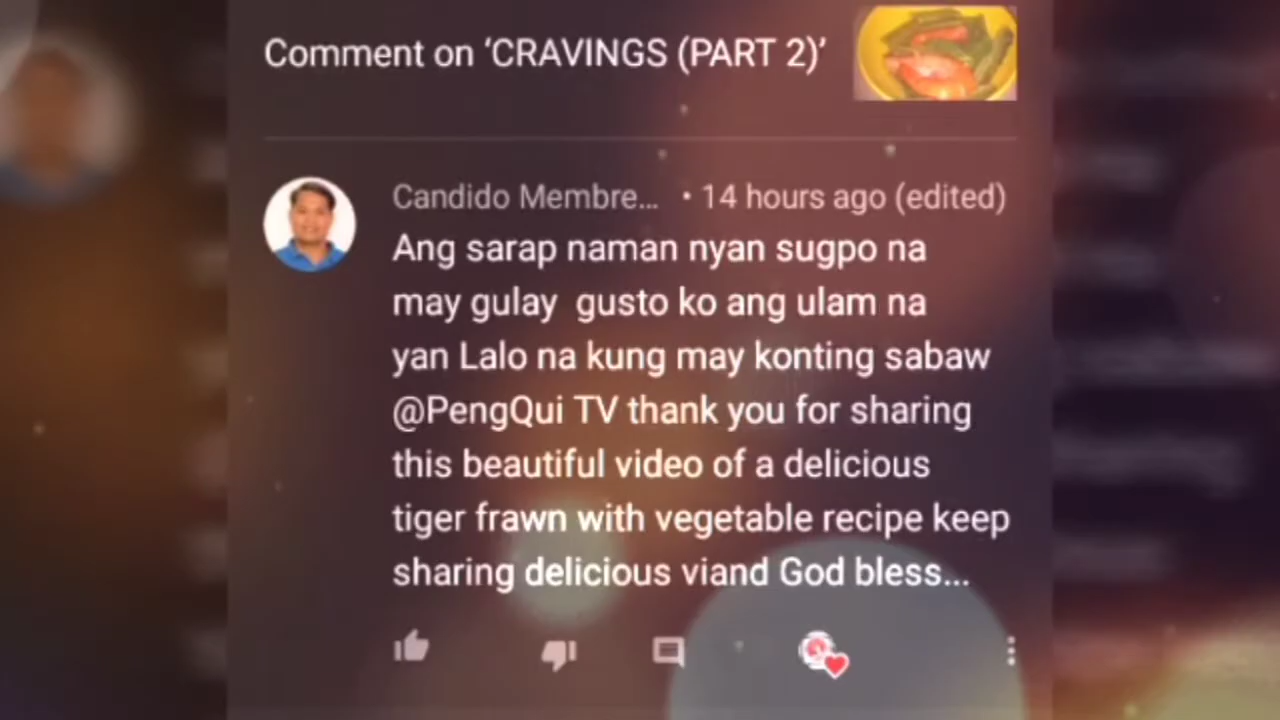 Comment on ‘CRAVINGS (PART 2)’
Candido Membre... • 14 hours ago (edited)
Ang sarap naman nyan sugpo na
may gulay gusto ko ang ulam na
yan Lalo na kung may konting sabaw
@PengQui TV thank you for sharing
this beautiful video of a delicious
tiger frawn with vegetable recipe keep
sharing delicious viand God bless...